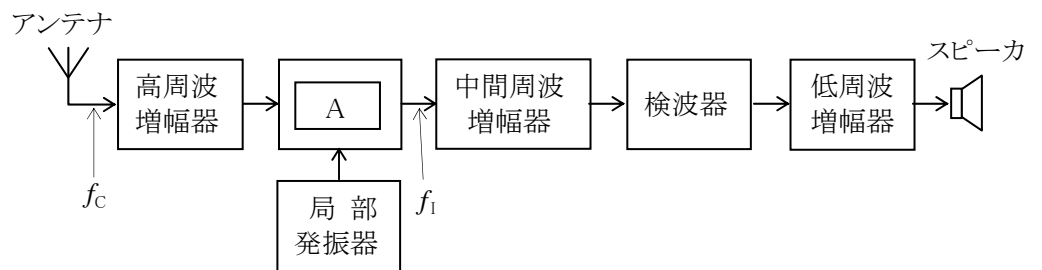 アンテナ
高周波
増幅器
A
中間周波
増幅器
検波器
低周波
増幅器
スピーカ
fC
fI
局 部
発振器